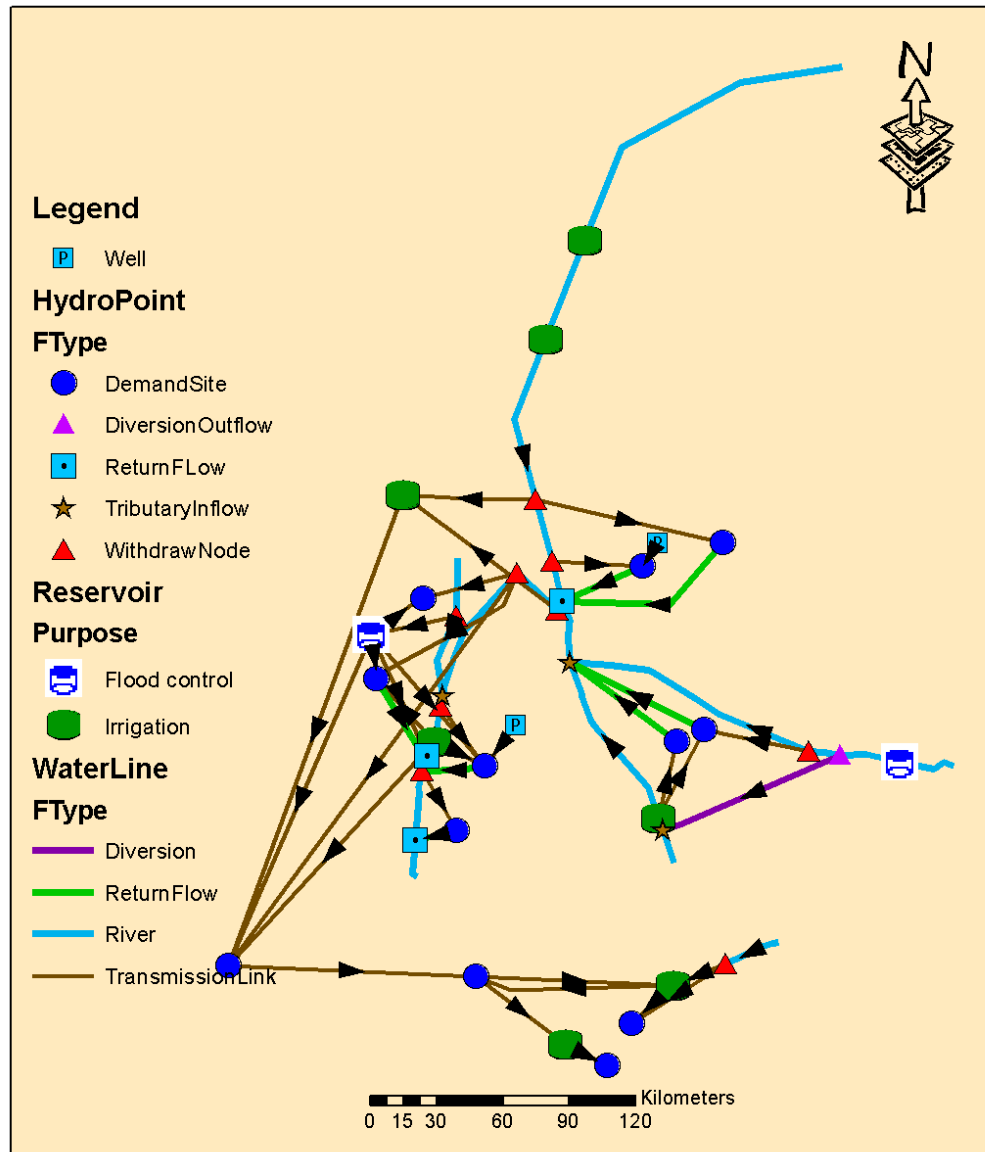 N
Legend
P Well
HydroPoint
FType
DemandSite
DiversionOutflow
ReturnFLow
TributaryInflow
WithdrawNode
Reservoir
Purpose
Flood control
Irrigation
WaterLine
FType
Diversion
ReturnFlow
River
TransmissionLink
P
P
Kilometers
0 15 30 60 90 120